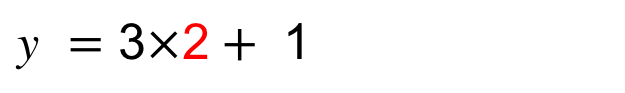 y = 3×2 + 1